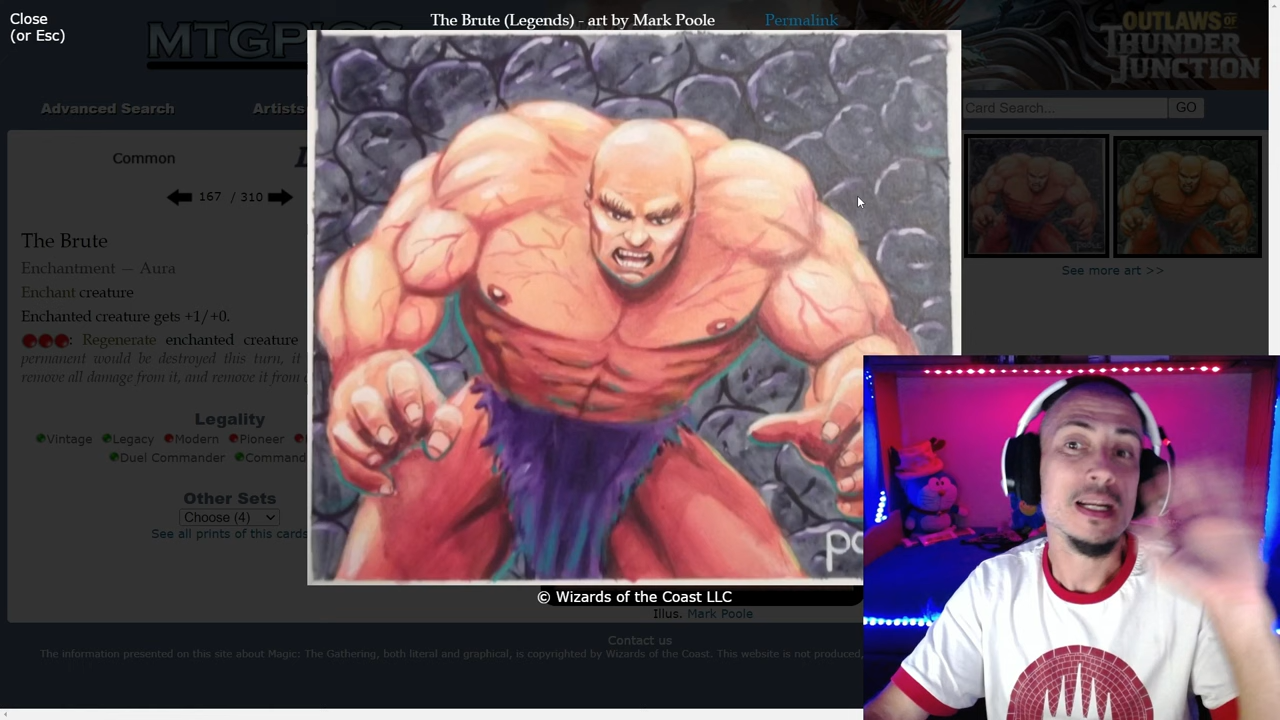 Close
(or Esc)
The Brute (Legends) - art by Mark Poole
Permalink
OUTLAWS OF
THUNDER
JUNCTION
Advanced Search
Artists
Card Search...
GO
Common
167 / 310
The Brute
Enchantment — Aura
Enchant creature
Enchanted creature gets +1/+0.
: Regenerate enchanted creature
permanent would be destroyed this turn, it
remove all damage from it, and remove it from
Legality
Vintage Legacy Modern Pioneer
Duel Commander Command
Other Sets
Choose (4)
See all prints of this card
See more art >>
© Wizards of the Coast LLC
Illus. Mark Poole
Contact us
The information presented on this site about Magic: The Gathering, both literal and graphical, is copyrighted by Wizards of the Coast. This website is not produced,